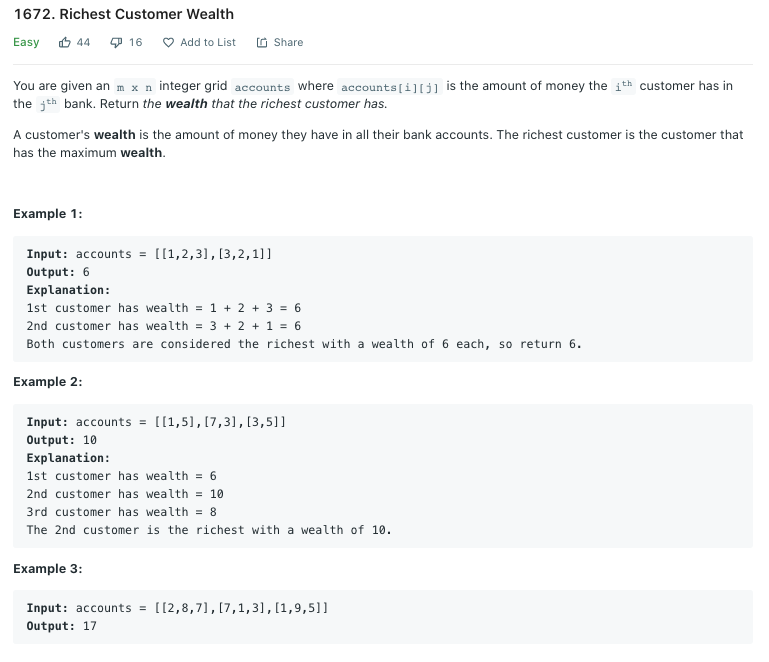 1672. Richest Customer Wealth
Easy 44 16 Add to List Share
You are given an m x n integer grid accounts where accounts[i][j] is the amount of money the ith customer has in
the jth bank. Return the wealth that the richest customer has.
A customer's wealth is the amount of money they have in all their bank accounts. The richest customer is the customer that
has the maximum wealth.
Example 1:
Input: accounts = [[1,2,3],[3,2,1]]
Output: 6
Explanation:
1st customer has wealth = 1 + 2 + 3 = 6
2nd customer has wealth = 3 + 2 + 1 = 6
Both customers are considered the richest with a wealth of 6 each, so return 6.
Example 2:
Input: accounts = [[1,5],[7,3],[3,5]]
Output: 10
Explanation:
1st customer has wealth = 6
2nd customer has wealth = 10
3rd customer has wealth = 8
The 2nd customer is the richest with a wealth of 10.
Example 3:
Input: accounts = [[2,8,7],[7,1,3],[1,9,5]]
Output: 17